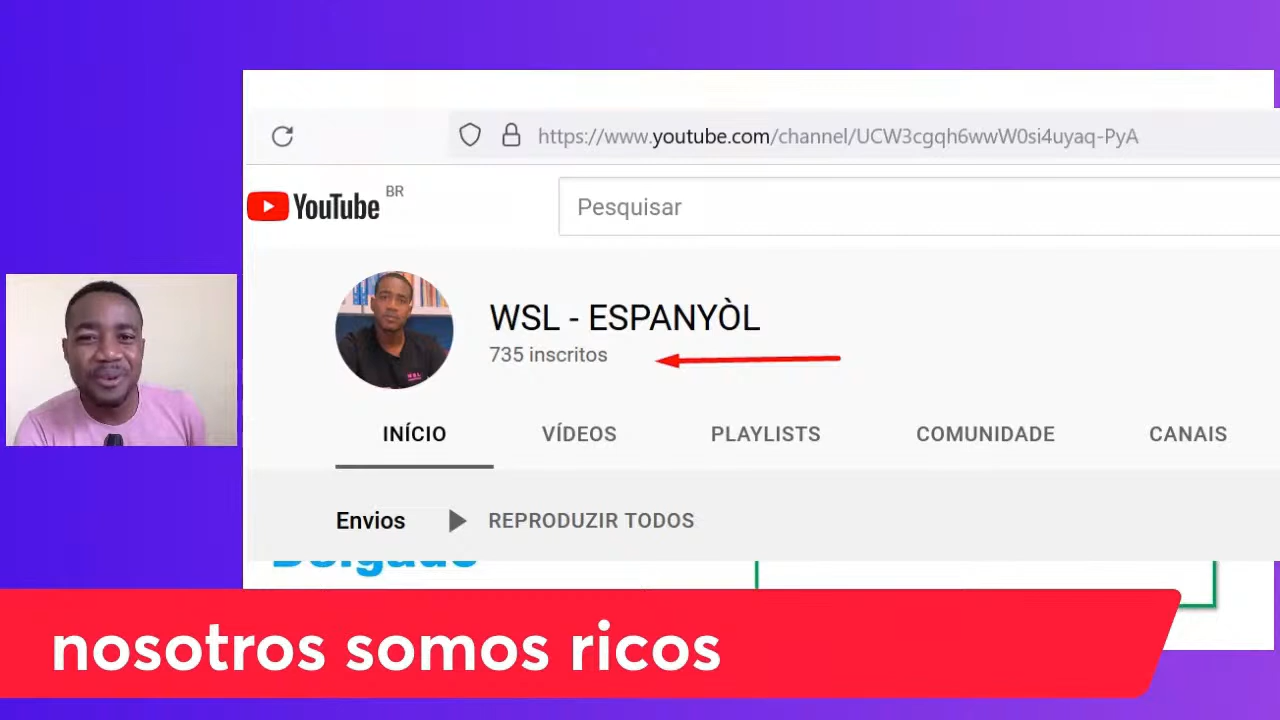 https://www.youtube.com/channel/UCW3cgqh6wwW0si4uyaq-PyA
YouTube BR
Pesquisar
WSL - ESPANYÒL
735 inscritos
INÍCIO VÍDEOS PLAYLISTS COMUNIDADE CANAIS
Envios REPRODUZIR TODOS
nosotros somos ricos